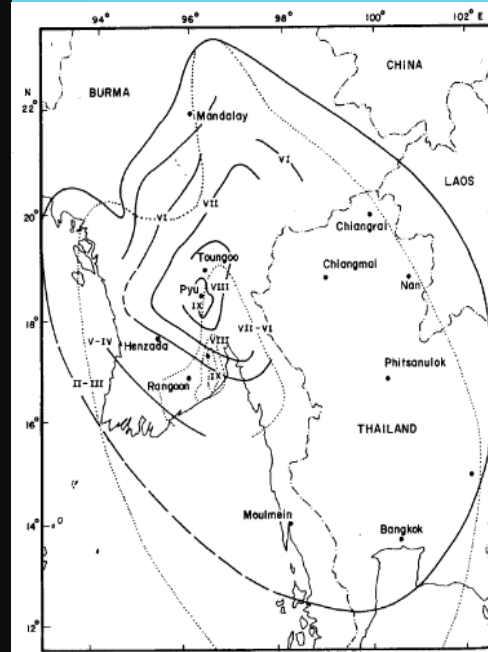 94° 96° 98° 100° 102° E
CHINA
BURMA
N
22°
Mandalay
LAOS
VI
VI VII
20°
Chiangrai
Toungoo
Chiangmai
Nan
Pyu VIII
IX
18°
VII-VI
V-IV Henzada VIII
Phitsanulok
II-III IX
Rangoon
16°
THAILAND
Moulmein
14°
Bangkok
12°